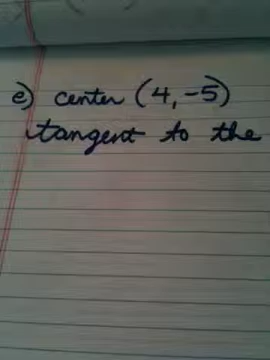 e) center (4,-5)
tangent to the